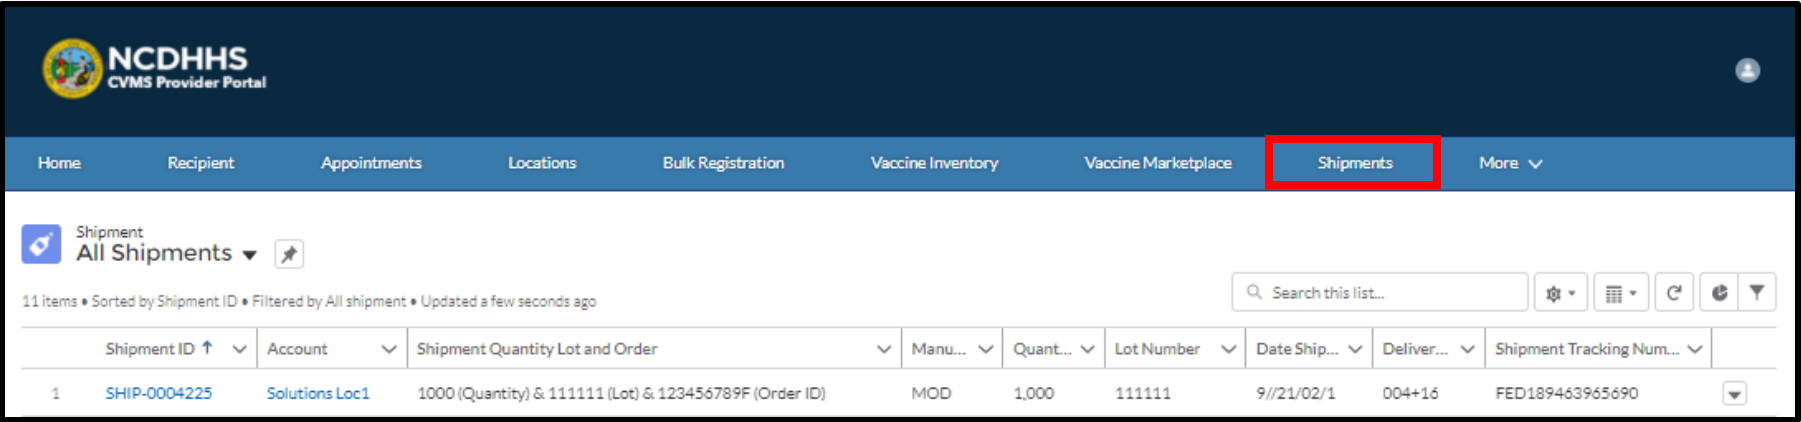 NCDHHS
CVMS Provider Portal
Home Recipient Appointments Locations Bulk Registration Vaccine Inventory Vaccine Marketplace Shipments More
Shipment
All Shipments
11 items • Sorted by Shipment ID • Filtered by All shipment • Updated a few seconds ago
Search this list...
Shipment ID ↑ Account Shipment Quantity Lot and Order Manu... Quant... Lot Number Date Ship... Deliver... Shipment Tracking Num...
1 SHIP-0004225 Solutions Loc1 1000 (Quantity) & 111111 (Lot) & 123456789F (Order ID) MOD 1,000 111111 9//21/02/1 004+16 FED189463965690